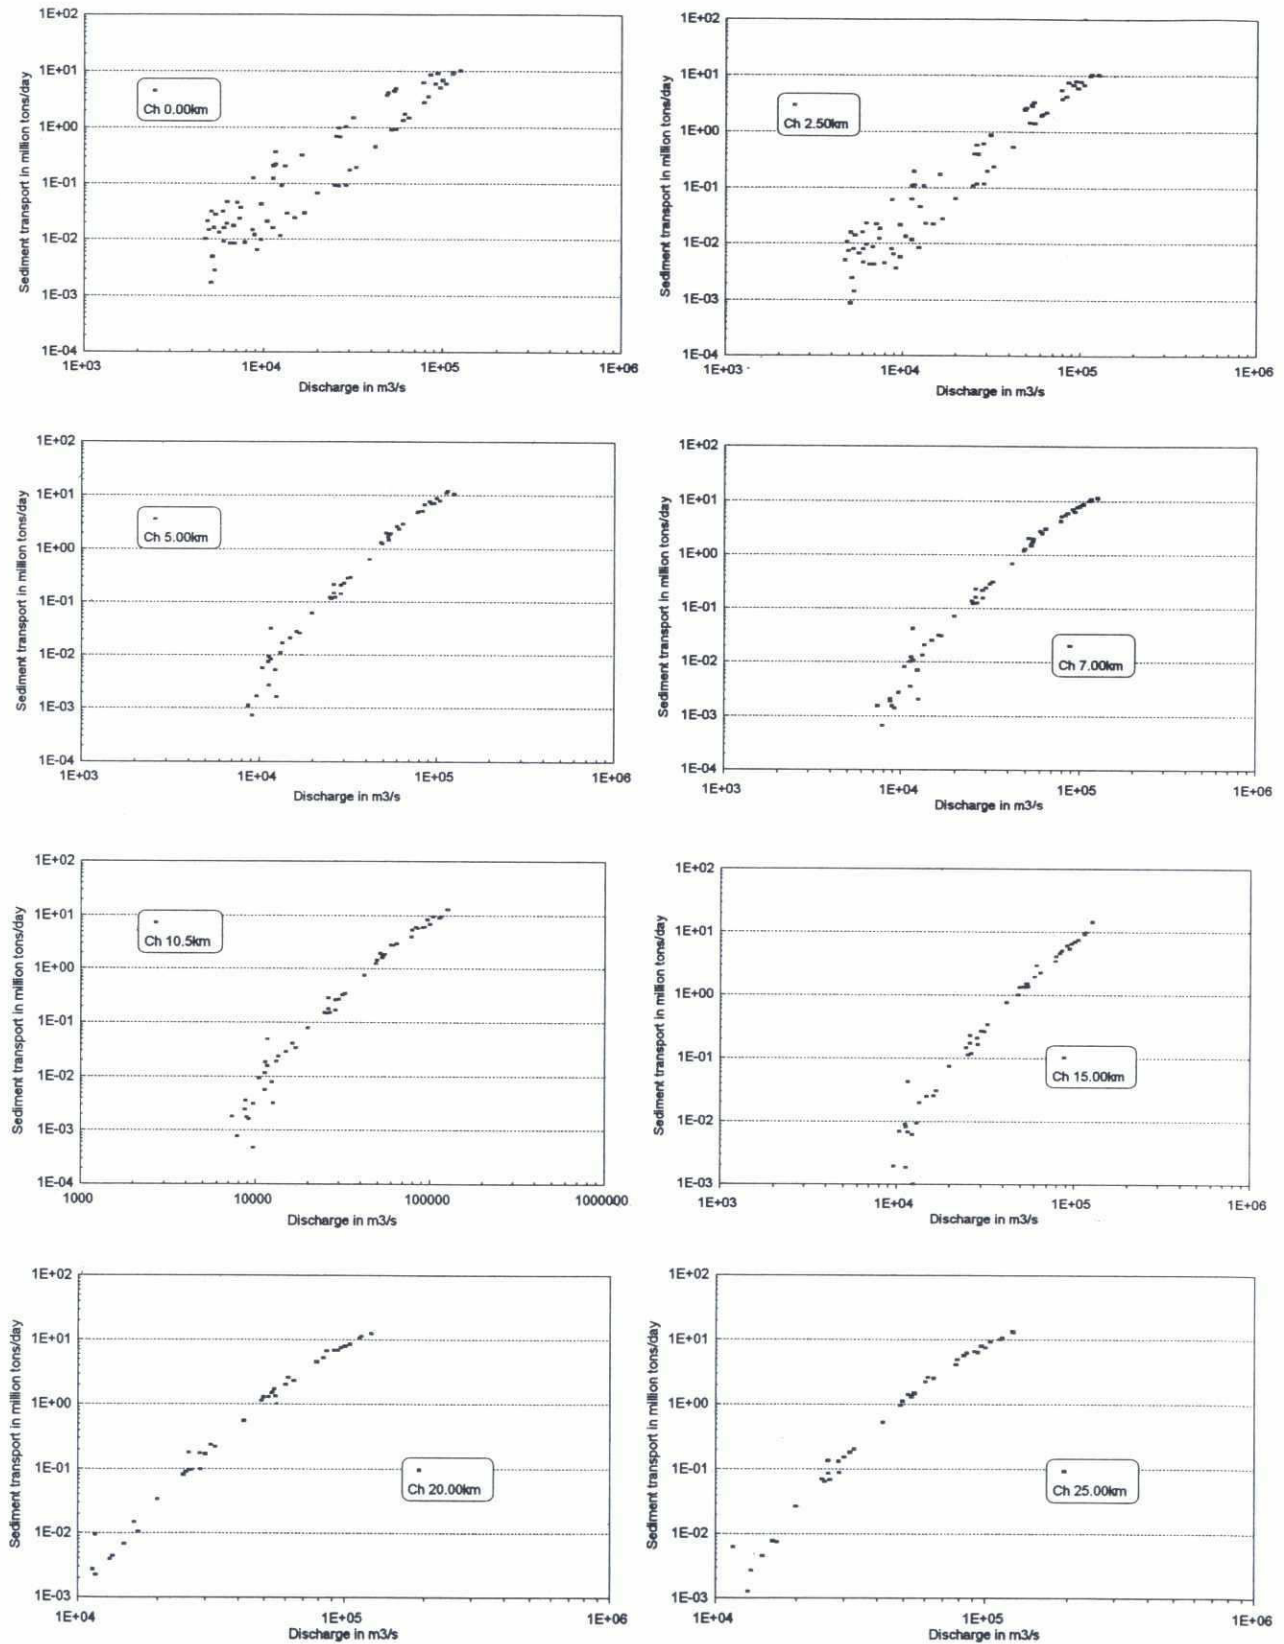 1E+02
1E+01
1E+00
1E-01
1E-02
1E-03
1E-04
Sediment transport in million tons/day
Ch 0.00km
1E+03 1E+04 1E+05 1E+06
Discharge in m3/s
1E+02
1E+01
1E+00
1E-01
1E-02
1E-03
1E-04
Sediment transport in million tons/day
Ch 2.50km
1E+03 1E+04 1E+05 1E+06
Discharge in m3/s
1E+02
1E+01
1E+00
1E-01
1E-02
1E-03
1E-04
Sediment transport in million tons/day
Ch 5.00km
1E+03 1E+04 1E+05 1E+06
Discharge in m3/s
1E+02
1E+01
1E+00
1E-01
1E-02
1E-03
1E-04
Sediment transport in million tons/day
Ch 7.00km
1E+03 1E+04 1E+05 1E+06
Discharge in m3/s
1E+02
1E+01
1E+00
1E-01
1E-02
1E-03
1E-04
Sediment transport in million tons/day
Ch 10.5km
1000 10000 100000 1000000
Discharge in m3/s
1E+02
1E+01
1E+00
1E-01
1E-02
1E-03
Sediment transport in million tons/day
Ch 15.00km
1E+03 1E+04 1E+05 1E+06
Discharge in m3/s
1E+02
1E+01
1E+00
1E-01
1E-02
1E-03
Sediment transport in million tons/day
Ch 20.00km
1E+04 1E+05 1E+06
Discharge in m3/s
1E+02
1E+01
1E+00
1E-01
1E-02
1E-03
Sediment transport in million tons/day
Ch 25.00km
1E+04 1E+05 1E+06
Discharge in m3/s